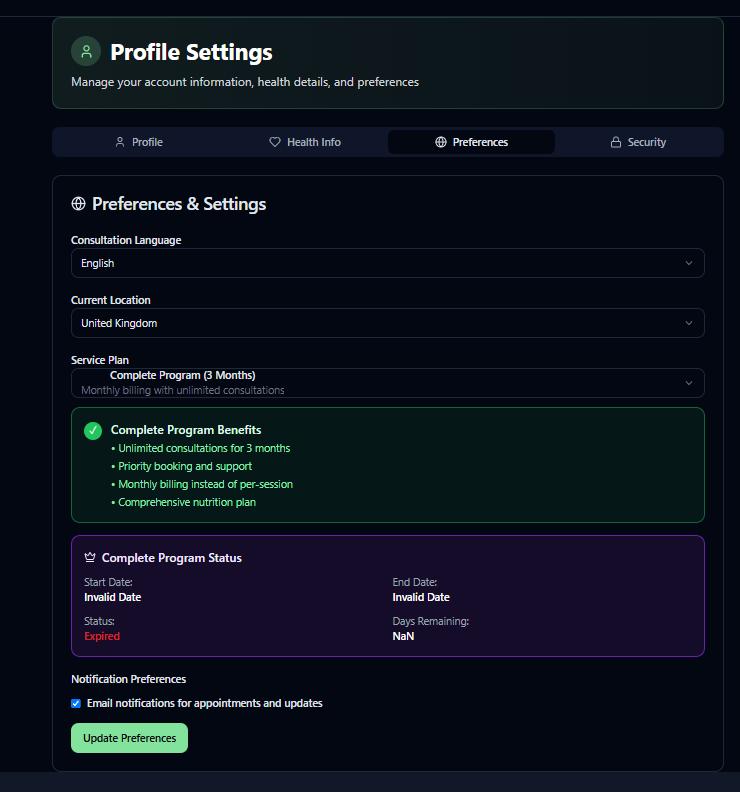 Profile Settings
Manage your account information, health details, and preferences
Profile
Health Info
Preferences
Security
Preferences & Settings
Consultation Language
English
Current Location
United Kingdom
Service Plan
Complete Program (3 Months)
Monthly billing with unlimited consultations
Complete Program Benefits
• Unlimited consultations for 3 months
• Priority booking and support
• Monthly billing instead of per-session
• Comprehensive nutrition plan
Complete Program Status
Start Date:
Invalid Date
End Date:
Invalid Date
Status:
Expired
Days Remaining:
NaN
Notification Preferences
Email notifications for appointments and updates
Update Preferences